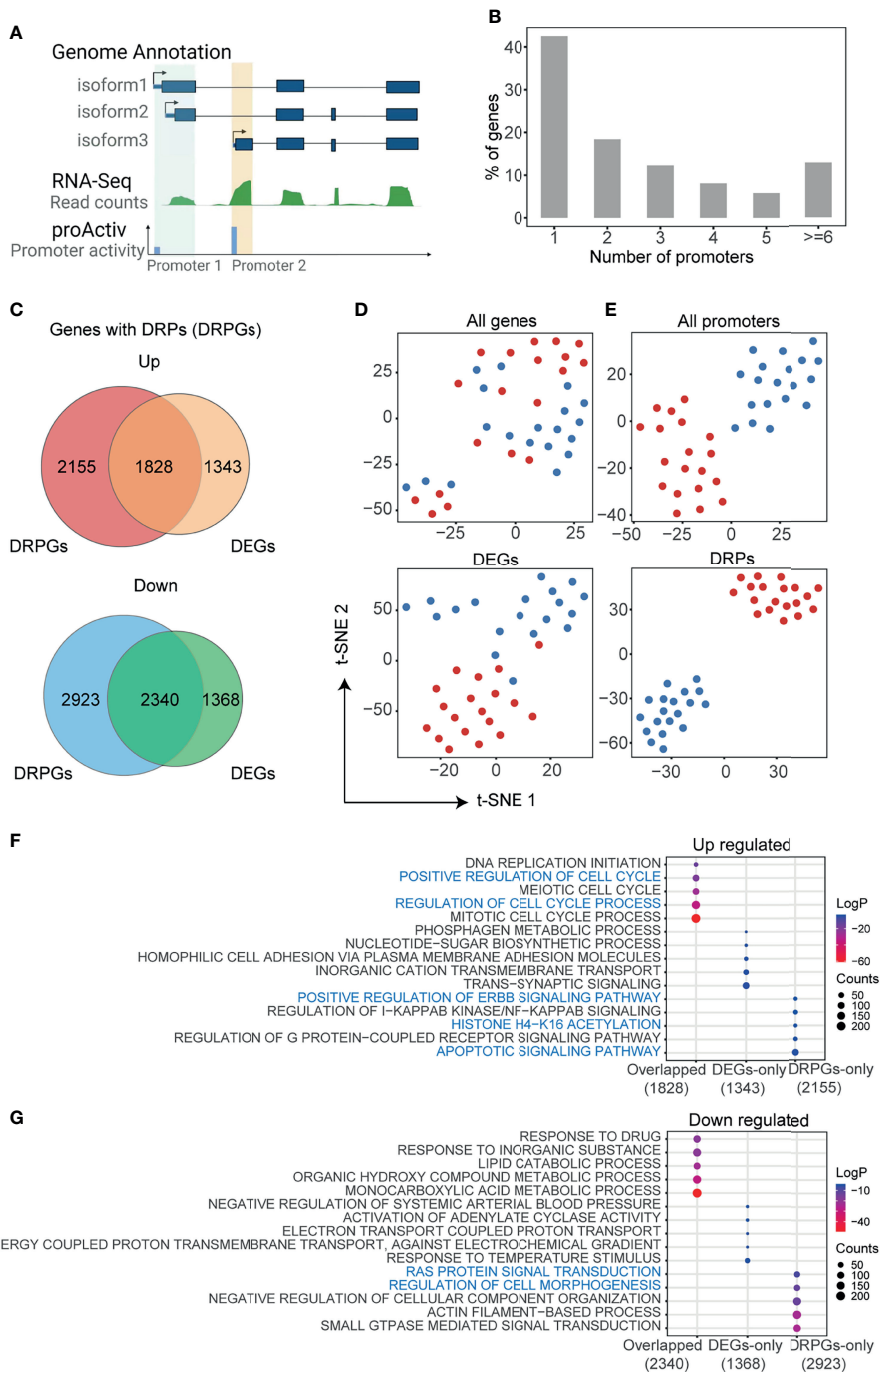 A
Genome Annotation
isoform1
isoform2
isoform3
RNA-Seq
Read counts
proActiv
Promoter activity
Promoter 1
Promoter 2
B
% of genes
40
30
20
10
0
1
2
3
4
5
>=6
Number of promoters
C
Genes with DRPs (DRPGs)
Up
2155
1828
1343
DRPGs
DEGs
Down
2923
2340
1368
DRPGs
DEGs
D
All genes
25
0
−25
−50
−25
0
25
DEGs
50
0
−50
−20
0
20
t-SNE 2
t-SNE 1
E
All promoters
20
0
−20
−40
−50
−25
0
25
DRPs
30
0
−30
−60
−30
0
30
F
Up regulated
DNA REPLICATION INITIATION
POSITIVE REGULATION OF CELL CYCLE
MEIOTIC CELL CYCLE
REGULATION OF CELL CYCLE PROCESS
MITOTIC CELL CYCLE PROCESS
PHOSPHAGEN METABOLIC PROCESS
NUCLEOTIDE−SUGAR BIOSYNTHETIC PROCESS
HOMOPHILIC CELL ADHESION VIA PLASMA MEMBRANE ADHESION MOLECULES
INORGANIC CATION TRANSMEMBRANE TRANSPORT
TRANS−SYNAPTIC SIGNALING
POSITIVE REGULATION OF ERBB SIGNALING PATHWAY
REGULATION OF I−KAPPAB KINASE/NF−KAPPAB SIGNALING
HISTONE H4−K16 ACETYLATION
REGULATION OF G PROTEIN−COUPLED RECEPTOR SIGNALING PATHWAY
APOPTOTIC SIGNALING PATHWAY
Overlapped
(1828)
DEGs-only
(1343)
DRPGs-only
(2155)
LogP
−20
−60
Counts
50
100
150
200
G
Down regulated
RESPONSE TO DRUG
RESPONSE TO INORGANIC SUBSTANCE
LIPID CATABOLIC PROCESS
ORGANIC HYDROXY COMPOUND METABOLIC PROCESS
MONOCARBOXYLIC ACID METABOLIC PROCESS
NEGATIVE REGULATION OF SYSTEMIC ARTERIAL BLOOD PRESSURE
ACTIVATION OF ADENYLATE CYCLASE ACTIVITY
ELECTRON TRANSPORT COUPLED PROTON TRANSPORT
ERGY COUPLED PROTON TRANSMEMBRANE TRANSPORT, AGAINST ELECTROCHEMICAL GRADIENT
RESPONSE TO TEMPERATURE STIMULUS
RAS PROTEIN SIGNAL TRANSDUCTION
REGULATION OF CELL MORPHOGENESIS
NEGATIVE REGULATION OF CELLULAR COMPONENT ORGANIZATION
ACTIN FILAMENT−BASED PROCESS
SMALL GTPASE MEDIATED SIGNAL TRANSDUCTION
Overlapped
(2340)
DEGs-only
(1368)
DRPGs-only
(2923)
LogP
−10
−40
Counts
50
100
150
200